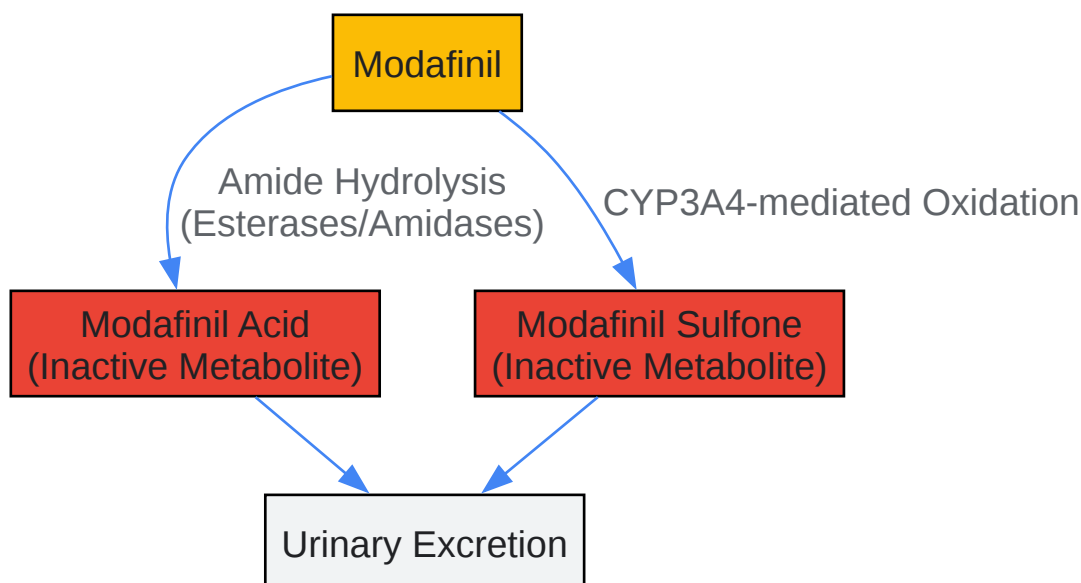 Modafinil
Amide Hydrolysis
(Esterases/Amidases)
CYP3A4-mediated Oxidation
Modafinil Acid
(Inactive Metabolite)
Modafinil Sulfone
(Inactive Metabolite)
Urinary Excretion